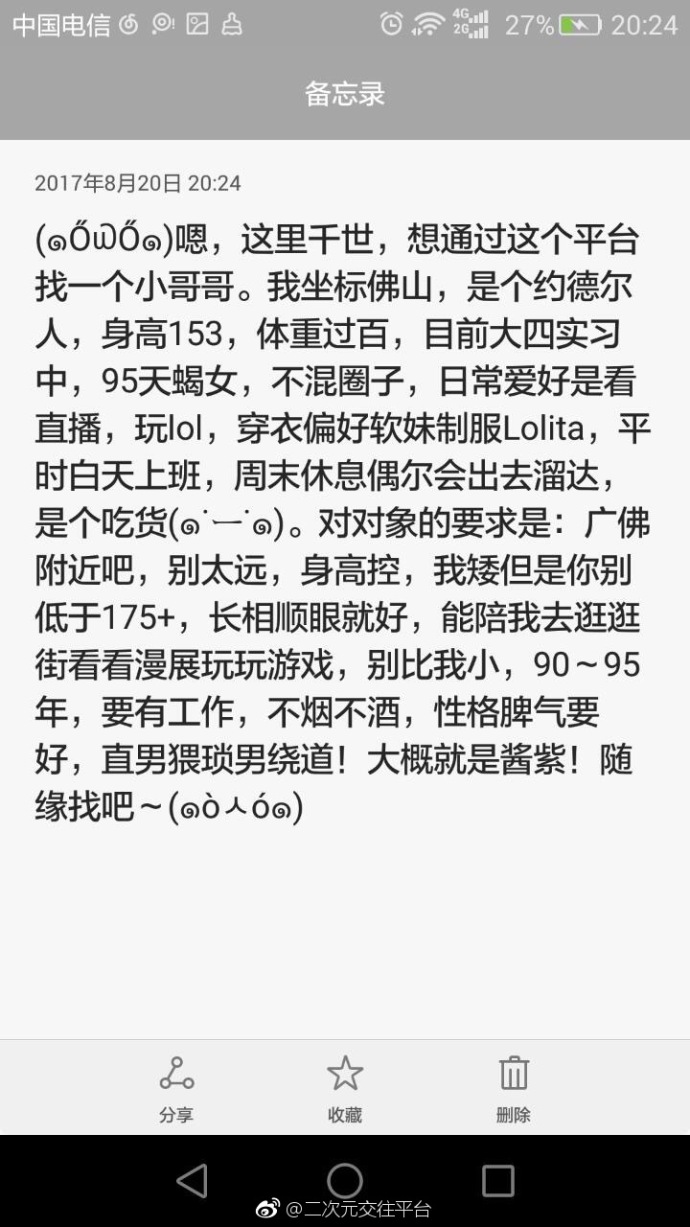 中国电信 4G 2G 27% 20:24
备忘录
2017年8月20日 20:24
(๑ŐдŐ๑)嗯，这里千世，想通过这个平台
找一个小哥哥。我坐标佛山，是个约德尔
人，身高153，体重过百，目前大四实习
中，95天蝎女，不混圈子，日常爱好是看
直播，玩lol，穿衣偏好软妹制服Lolita，平
时白天上班，周末休息偶尔会出去溜达，
是个吃货(๑˙ー˙๑)。对对象的要求是：广佛
附近吧，别太远，身高控，我矮但是你别
低于175+，长相顺眼就好，能陪我去逛逛
街看看漫展玩玩游戏，别比我小，90～95
年，要有工作，不烟不酒，性格脾气要
好，直男猥琐男绕道！大概就是酱紫！随
缘找吧～(๑òㅅó๑)
分享 收藏 删除
@二次元交往平台